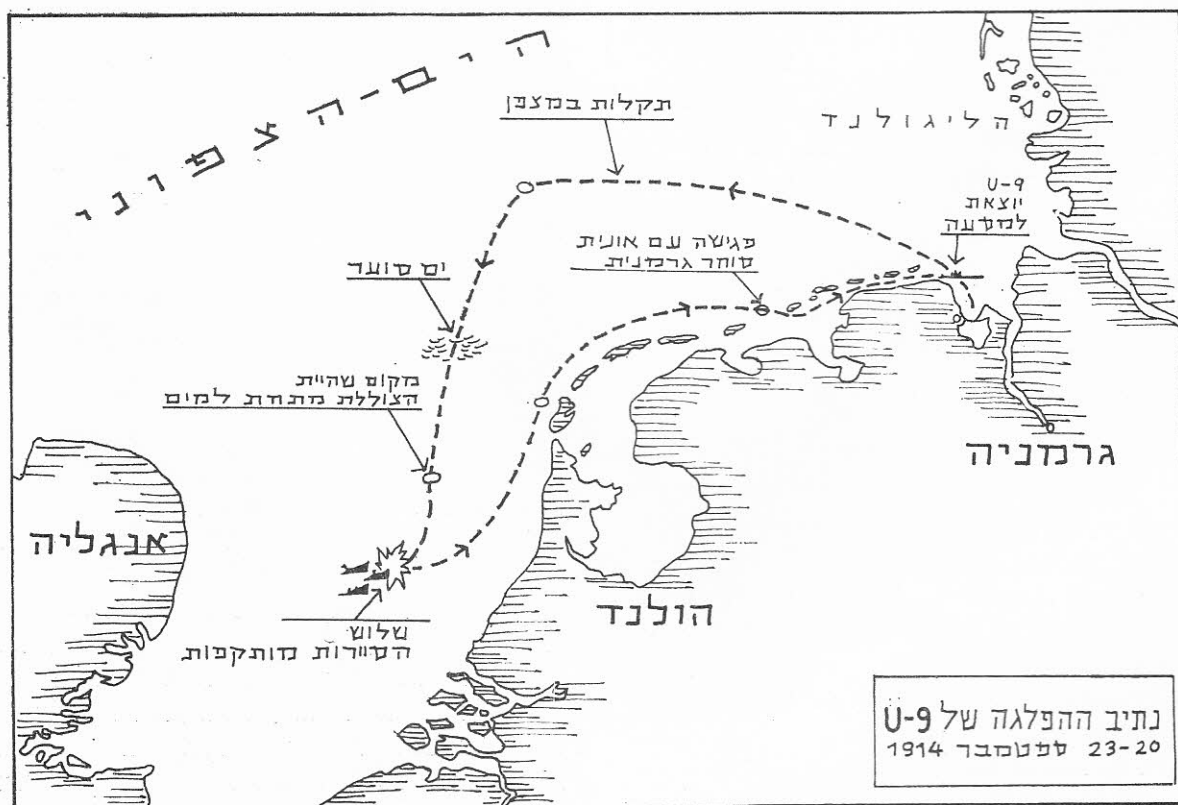 הים-הצפוני
תקלות במצפן
הליגולנד
U-9
יוצאת
למסעה
פגישה עם אונית
סוחר גרמנית
ים סוער
מקום שהיית
הצוללת מתחת למים
גרמניה
אנגליה
הולנד
שלוש
הסיירות מותקפות
נתיב ההפלגה של U-9
23-20 ספטמבר 1914